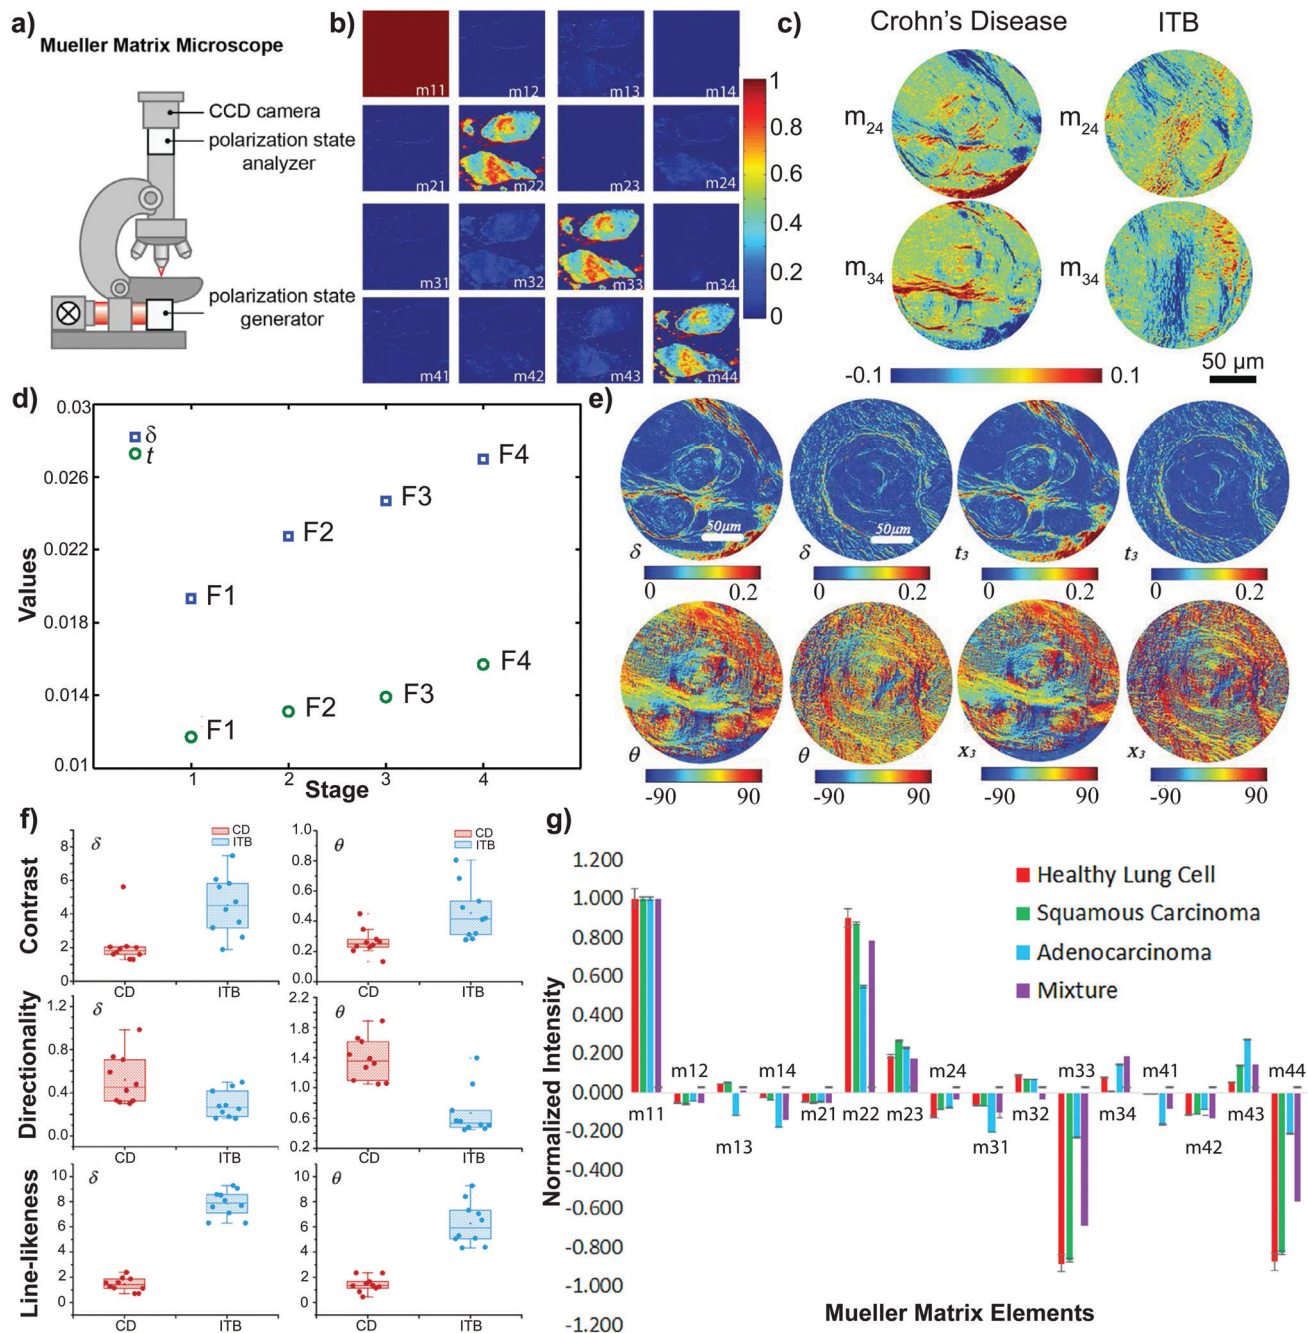 a)
Mueller Matrix Microscope
CCD camera
polarization state
analyzer
polarization state
generator
b)
m11
m12
m13
m14
m21
m22
m23
m24
m31
m32
m33
m34
m41
m42
m43
m44
1
0.8
0.6
0.4
0.2
0
c)
Crohn's Disease
ITB
m24
m24
m34
m34
-0.1
0.1
50 μm
d)
0.03
0.026
0.022
0.018
0.014
0.01
Values
δ
t
F1
F2
F3
F4
F1
F2
F3
F4
1
2
3
4
Stage
e)
50μm
50μm
δ
δ
t3
t3
0
0.2
0
0.2
0
0.2
0
0.2
θ
θ
x3
x3
-90
90
-90
90
-90
90
-90
90
f)
Contrast
δ
CD
ITB
8
6
4
2
0
CD
ITB
θ
CD
ITB
1.0
0.8
0.6
0.4
0.2
0.0
CD
ITB
Directionality
δ
1.2
0.8
0.4
0.0
CD
ITB
θ
2.2
1.8
1.4
1.0
0.6
0.2
CD
ITB
Line-likeness
δ
10
8
6
4
2
0
CD
ITB
θ
10
8
6
4
2
0
CD
ITB
g)
Normalized Intensity
1.200
1.000
0.800
0.600
0.400
0.200
0.000
-0.200
-0.400
-0.600
-0.800
-1.000
-1.200
Healthy Lung Cell
Squamous Carcinoma
Adenocarcinoma
Mixture
m11
m12
m13
m14
m21
m22
m23
m24
m31
m32
m33
m34
m41
m42
m43
m44
Mueller Matrix Elements